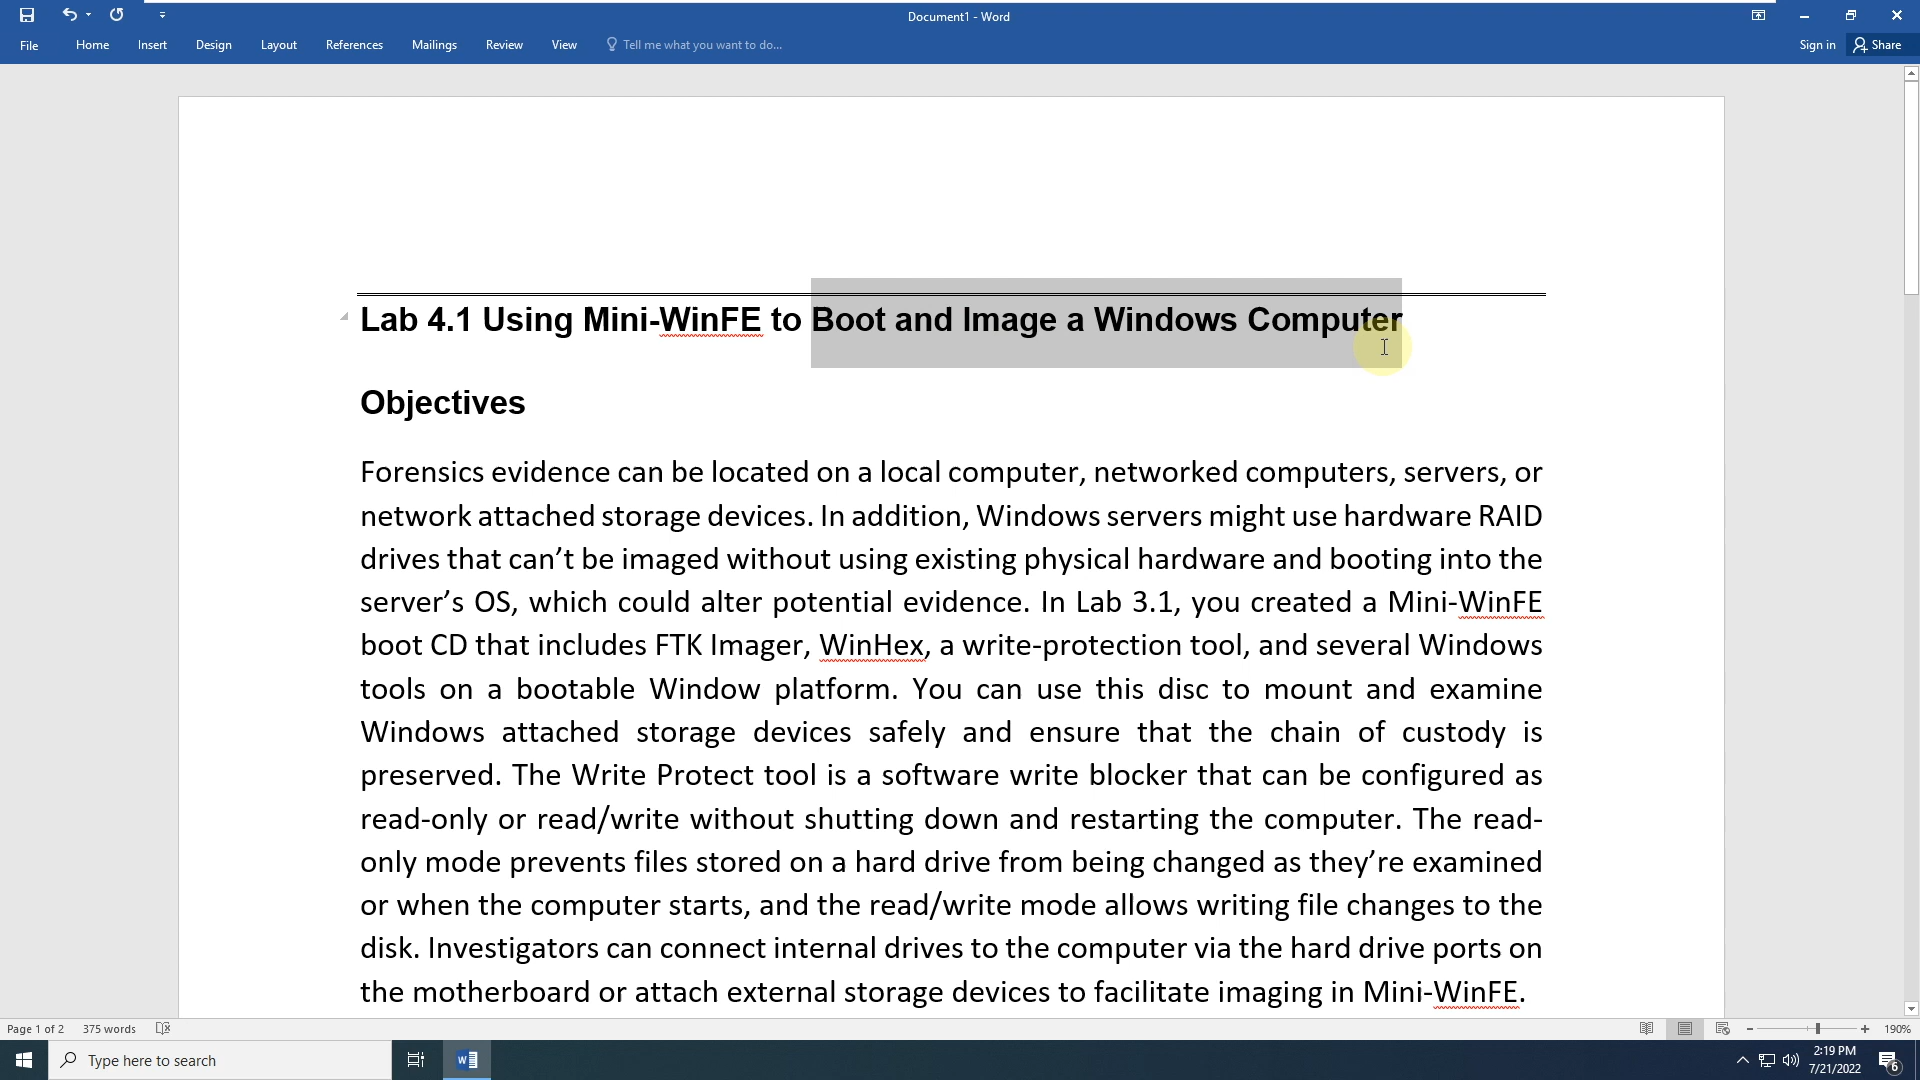 Document1 - Word
File Home Insert Design Layout References Mailings Review View Tell me what you want to do... Sign in Share
Lab 4.1 Using Mini-WinFE to Boot and Image a Windows Computer
Objectives
Forensics evidence can be located on a local computer, networked computers, servers, or
network attached storage devices. In addition, Windows servers might use hardware RAID
drives that can’t be imaged without using existing physical hardware and booting into the
server’s OS, which could alter potential evidence. In Lab 3.1, you created a Mini-WinFE
boot CD that includes FTK Imager, WinHex, a write-protection tool, and several Windows
tools on a bootable Window platform. You can use this disc to mount and examine
Windows attached storage devices safely and ensure that the chain of custody is
preserved. The Write Protect tool is a software write blocker that can be configured as
read-only or read/write without shutting down and restarting the computer. The read-
only mode prevents files stored on a hard drive from being changed as they’re examined
or when the computer starts, and the read/write mode allows writing file changes to the
disk. Investigators can connect internal drives to the computer via the hard drive ports on
the motherboard or attach external storage devices to facilitate imaging in Mini-WinFE.
Page 1 of 2 375 words 190%
Type here to search
2:19 PM
7/21/2022
6